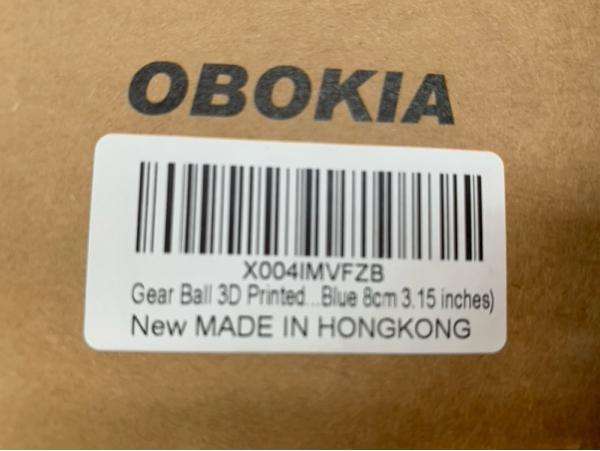 OBOKIA
X004IMVFZB
Gear Ball 3D Printed...Blue 8cm 3.15 inches)
New MADE IN HONGKONG